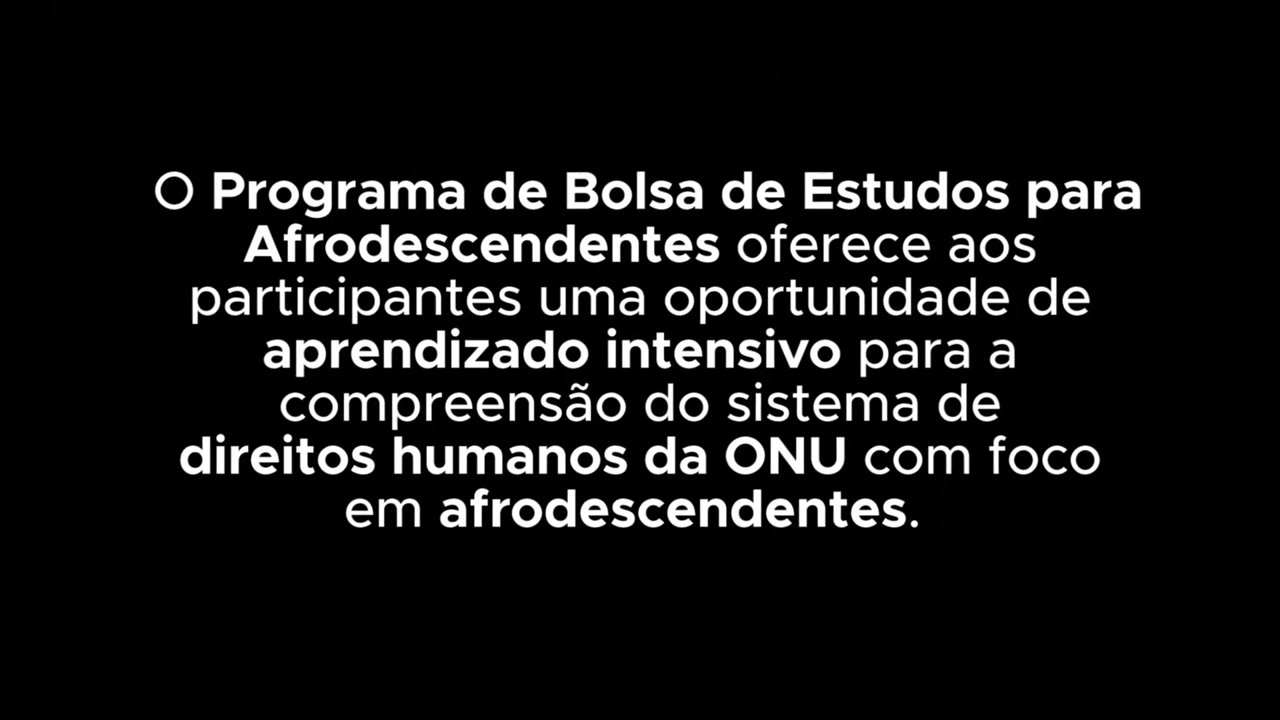 O Programa de Bolsa de Estudos para
Afrodescendentes oferece aos
participantes uma oportunidade de
aprendizado intensivo para a
compreensão do sistema de
direitos humanos da ONU com foco
em afrodescendentes.